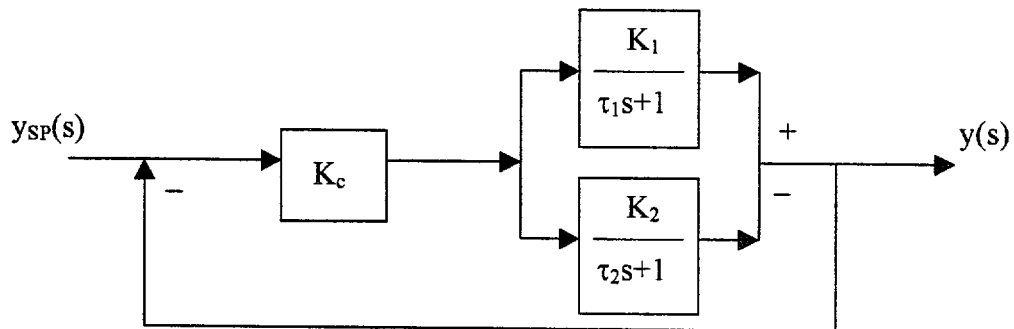 K₁
τ₁s+1
y_SP(s)
+
y(s)
K_c
−
−
K₂
τ₂s+1